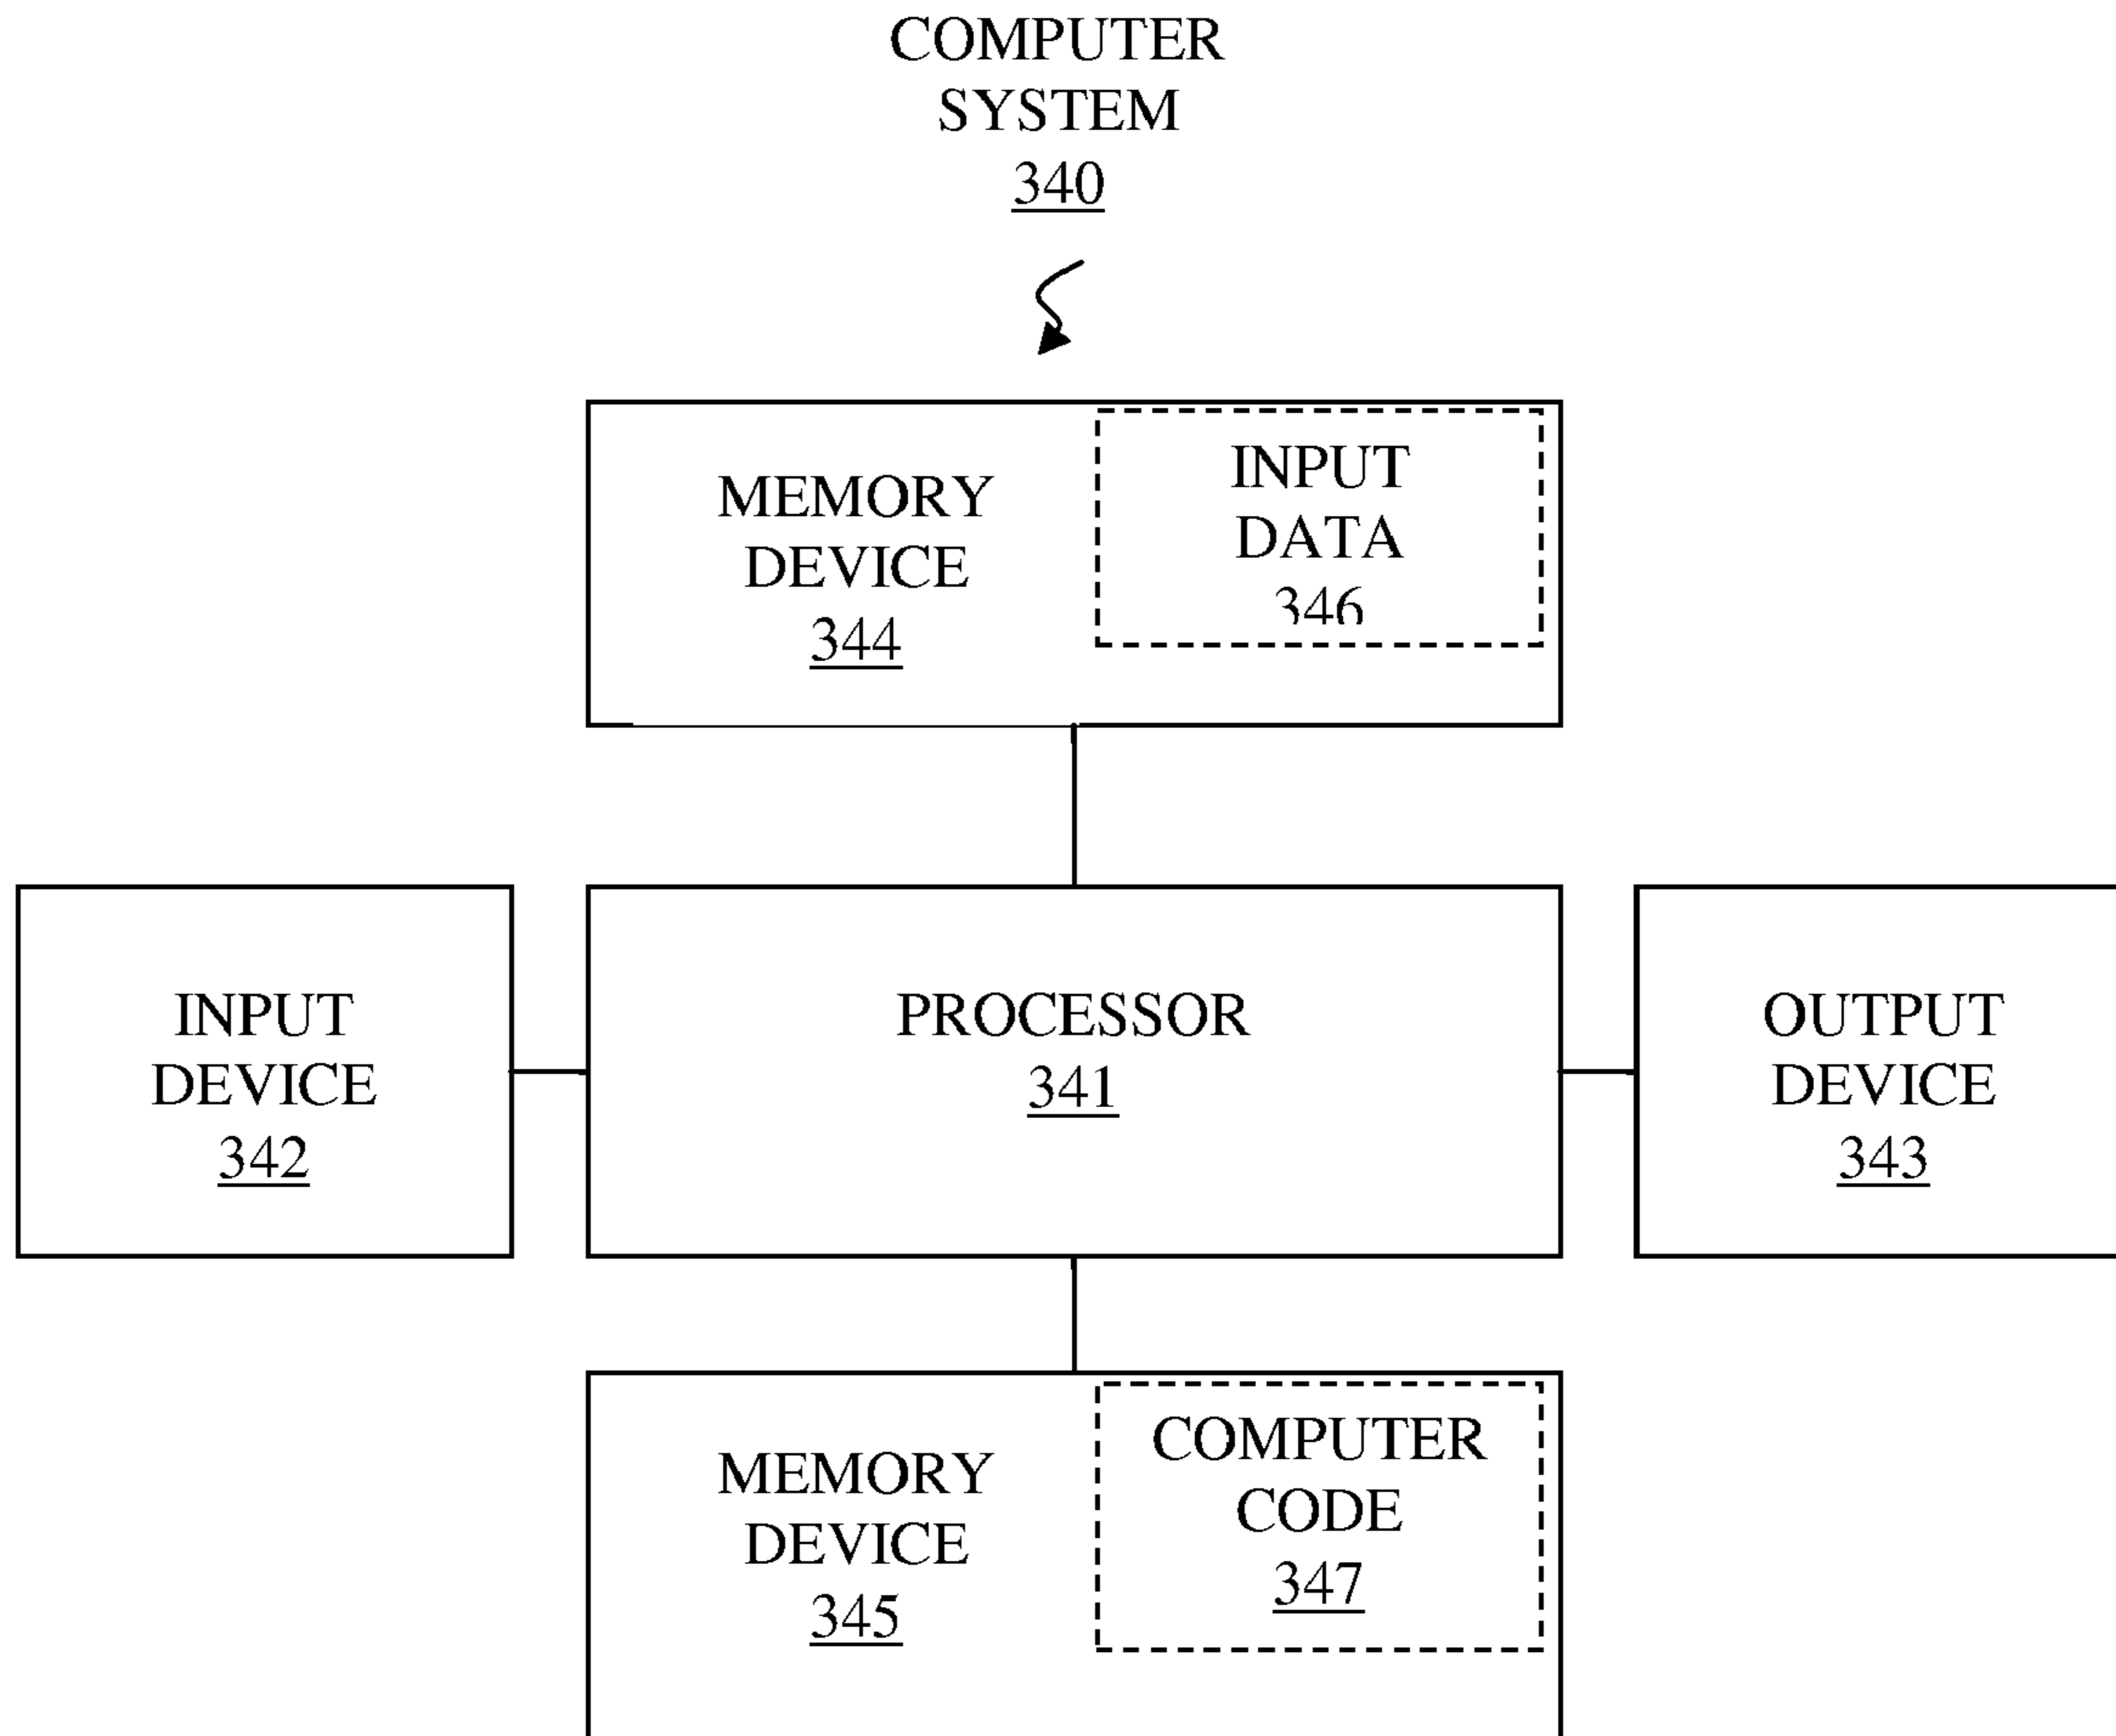 COMPUTER
SYSTEM
340
MEMORY
DEVICE
344
INPUT
DATA
346
INPUT
DEVICE
342
PROCESSOR
341
OUTPUT
DEVICE
343
MEMORY
DEVICE
345
COMPUTER
CODE
347